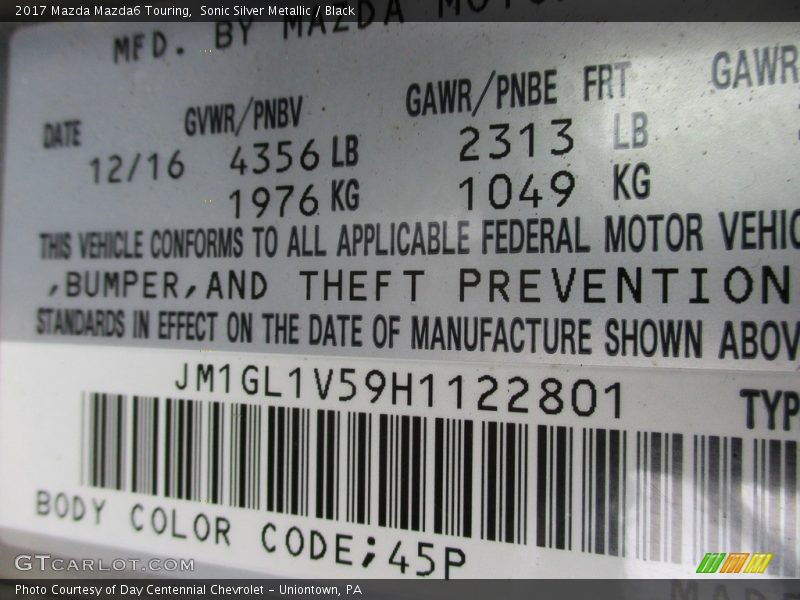 2017 Mazda Mazda6 Touring,  Sonic Silver Metallic / Black
MFD. BY MAZDA MOTOR
DATE GVWR/PNBV GAWR/PNBE FRT GAWR
12/16 4356 LB 2313 LB
1976 KG 1049 KG
THIS VEHICLE CONFORMS TO ALL APPLICABLE FEDERAL MOTOR VEHIC
,BUMPER,AND THEFT PREVENTION
STANDARDS IN EFFECT ON THE DATE OF MANUFACTURE SHOWN ABOV
JM1GL1V59H1122801 TYP
BODY COLOR CODE;45P
GTCARLOT.COM
Photo Courtesy of Day Centennial Chevrolet - Uniontown, PA